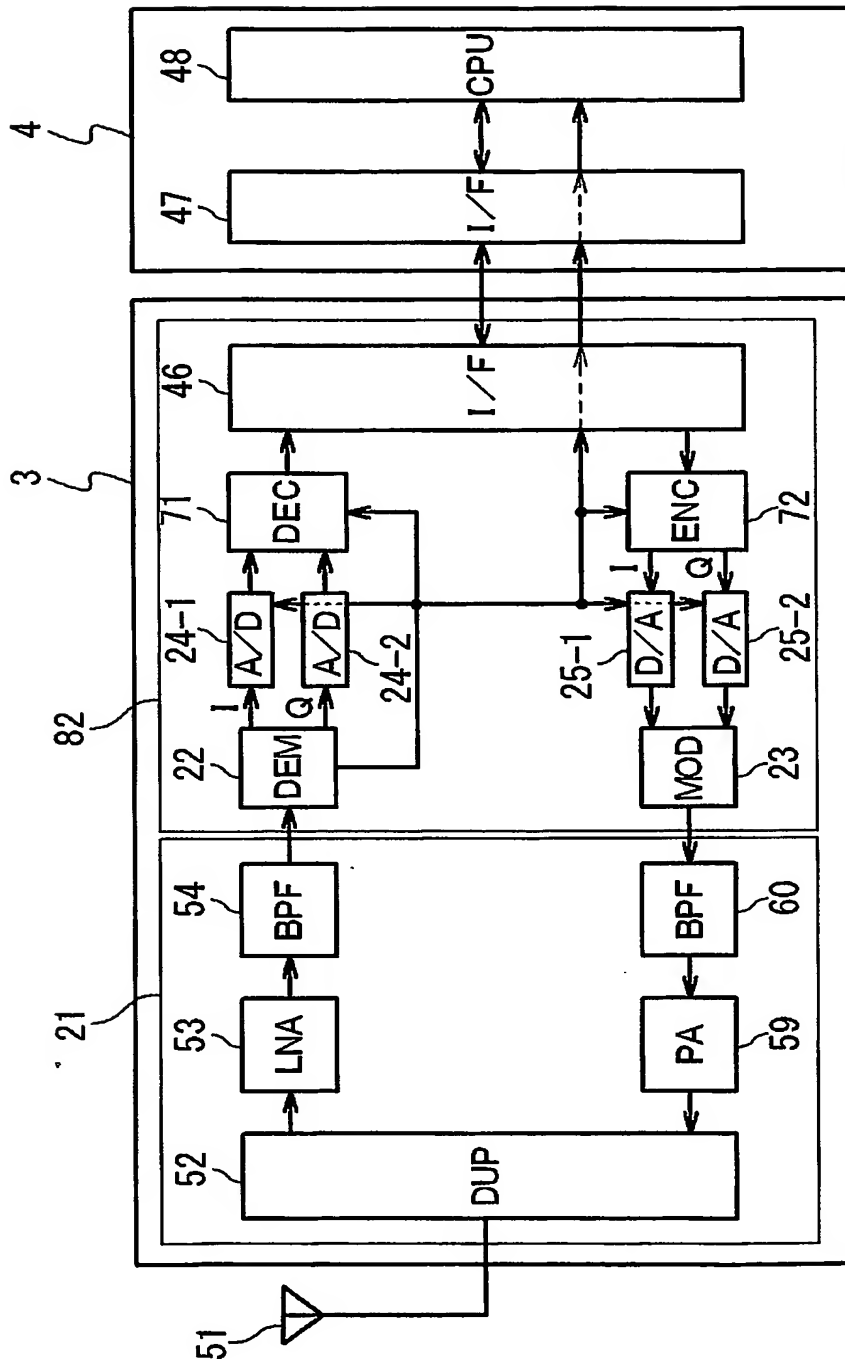 4
48
CPU
47
I/F
3
46
I/F
71
DEC
ENC
72
24-1
A/D
A/D
24-2
I
Q
I
Q
D/A
25-1
D/A
25-2
82
22
DEM
MOD
23
21
54
BPF
BPF
60
53
LNA
PA
59
52
DUP
51